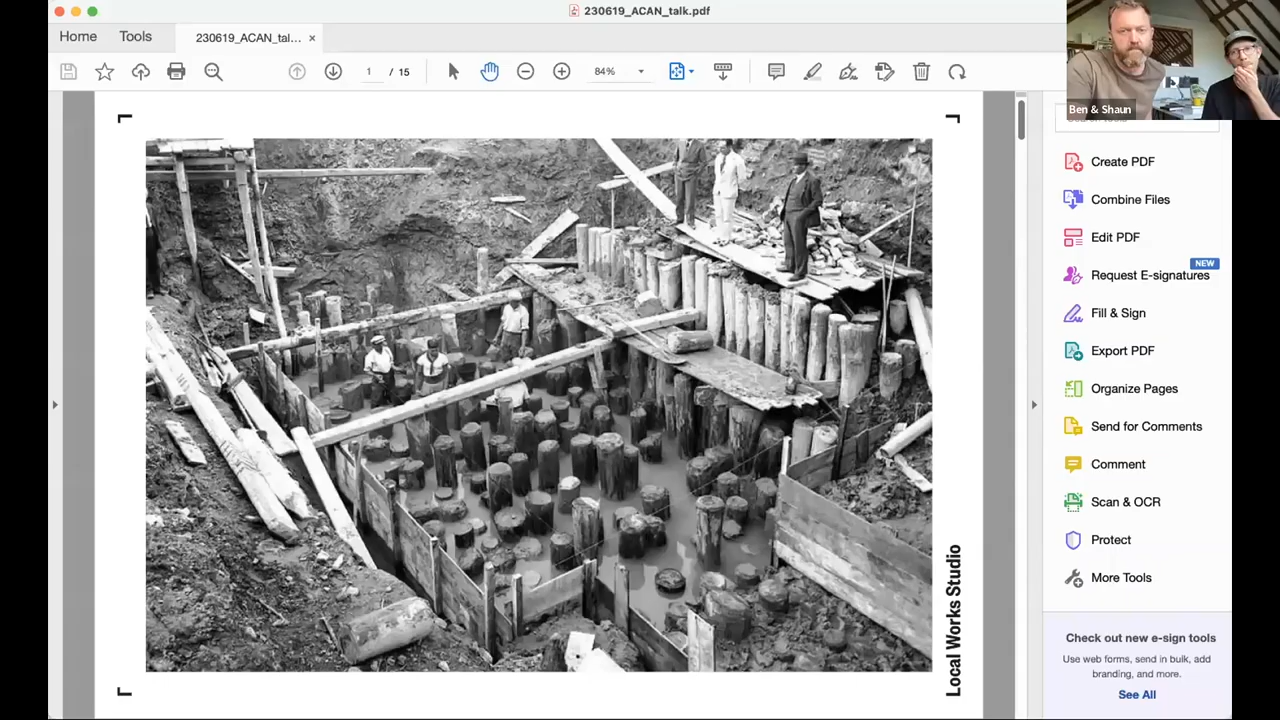 230619_ACAN_talk.pdf
Home
Tools
230619_ACAN_tal...
1 / 15
84%
Ben & Shaun
Create PDF
Combine Files
Edit PDF
NEW
Request E-signatures
Fill & Sign
Export PDF
Organize Pages
Send for Comments
Comment
Scan & OCR
Protect
More Tools
Check out new e-sign tools
Use web forms, send in bulk, add
branding, and more.
See All
Local Works Studio